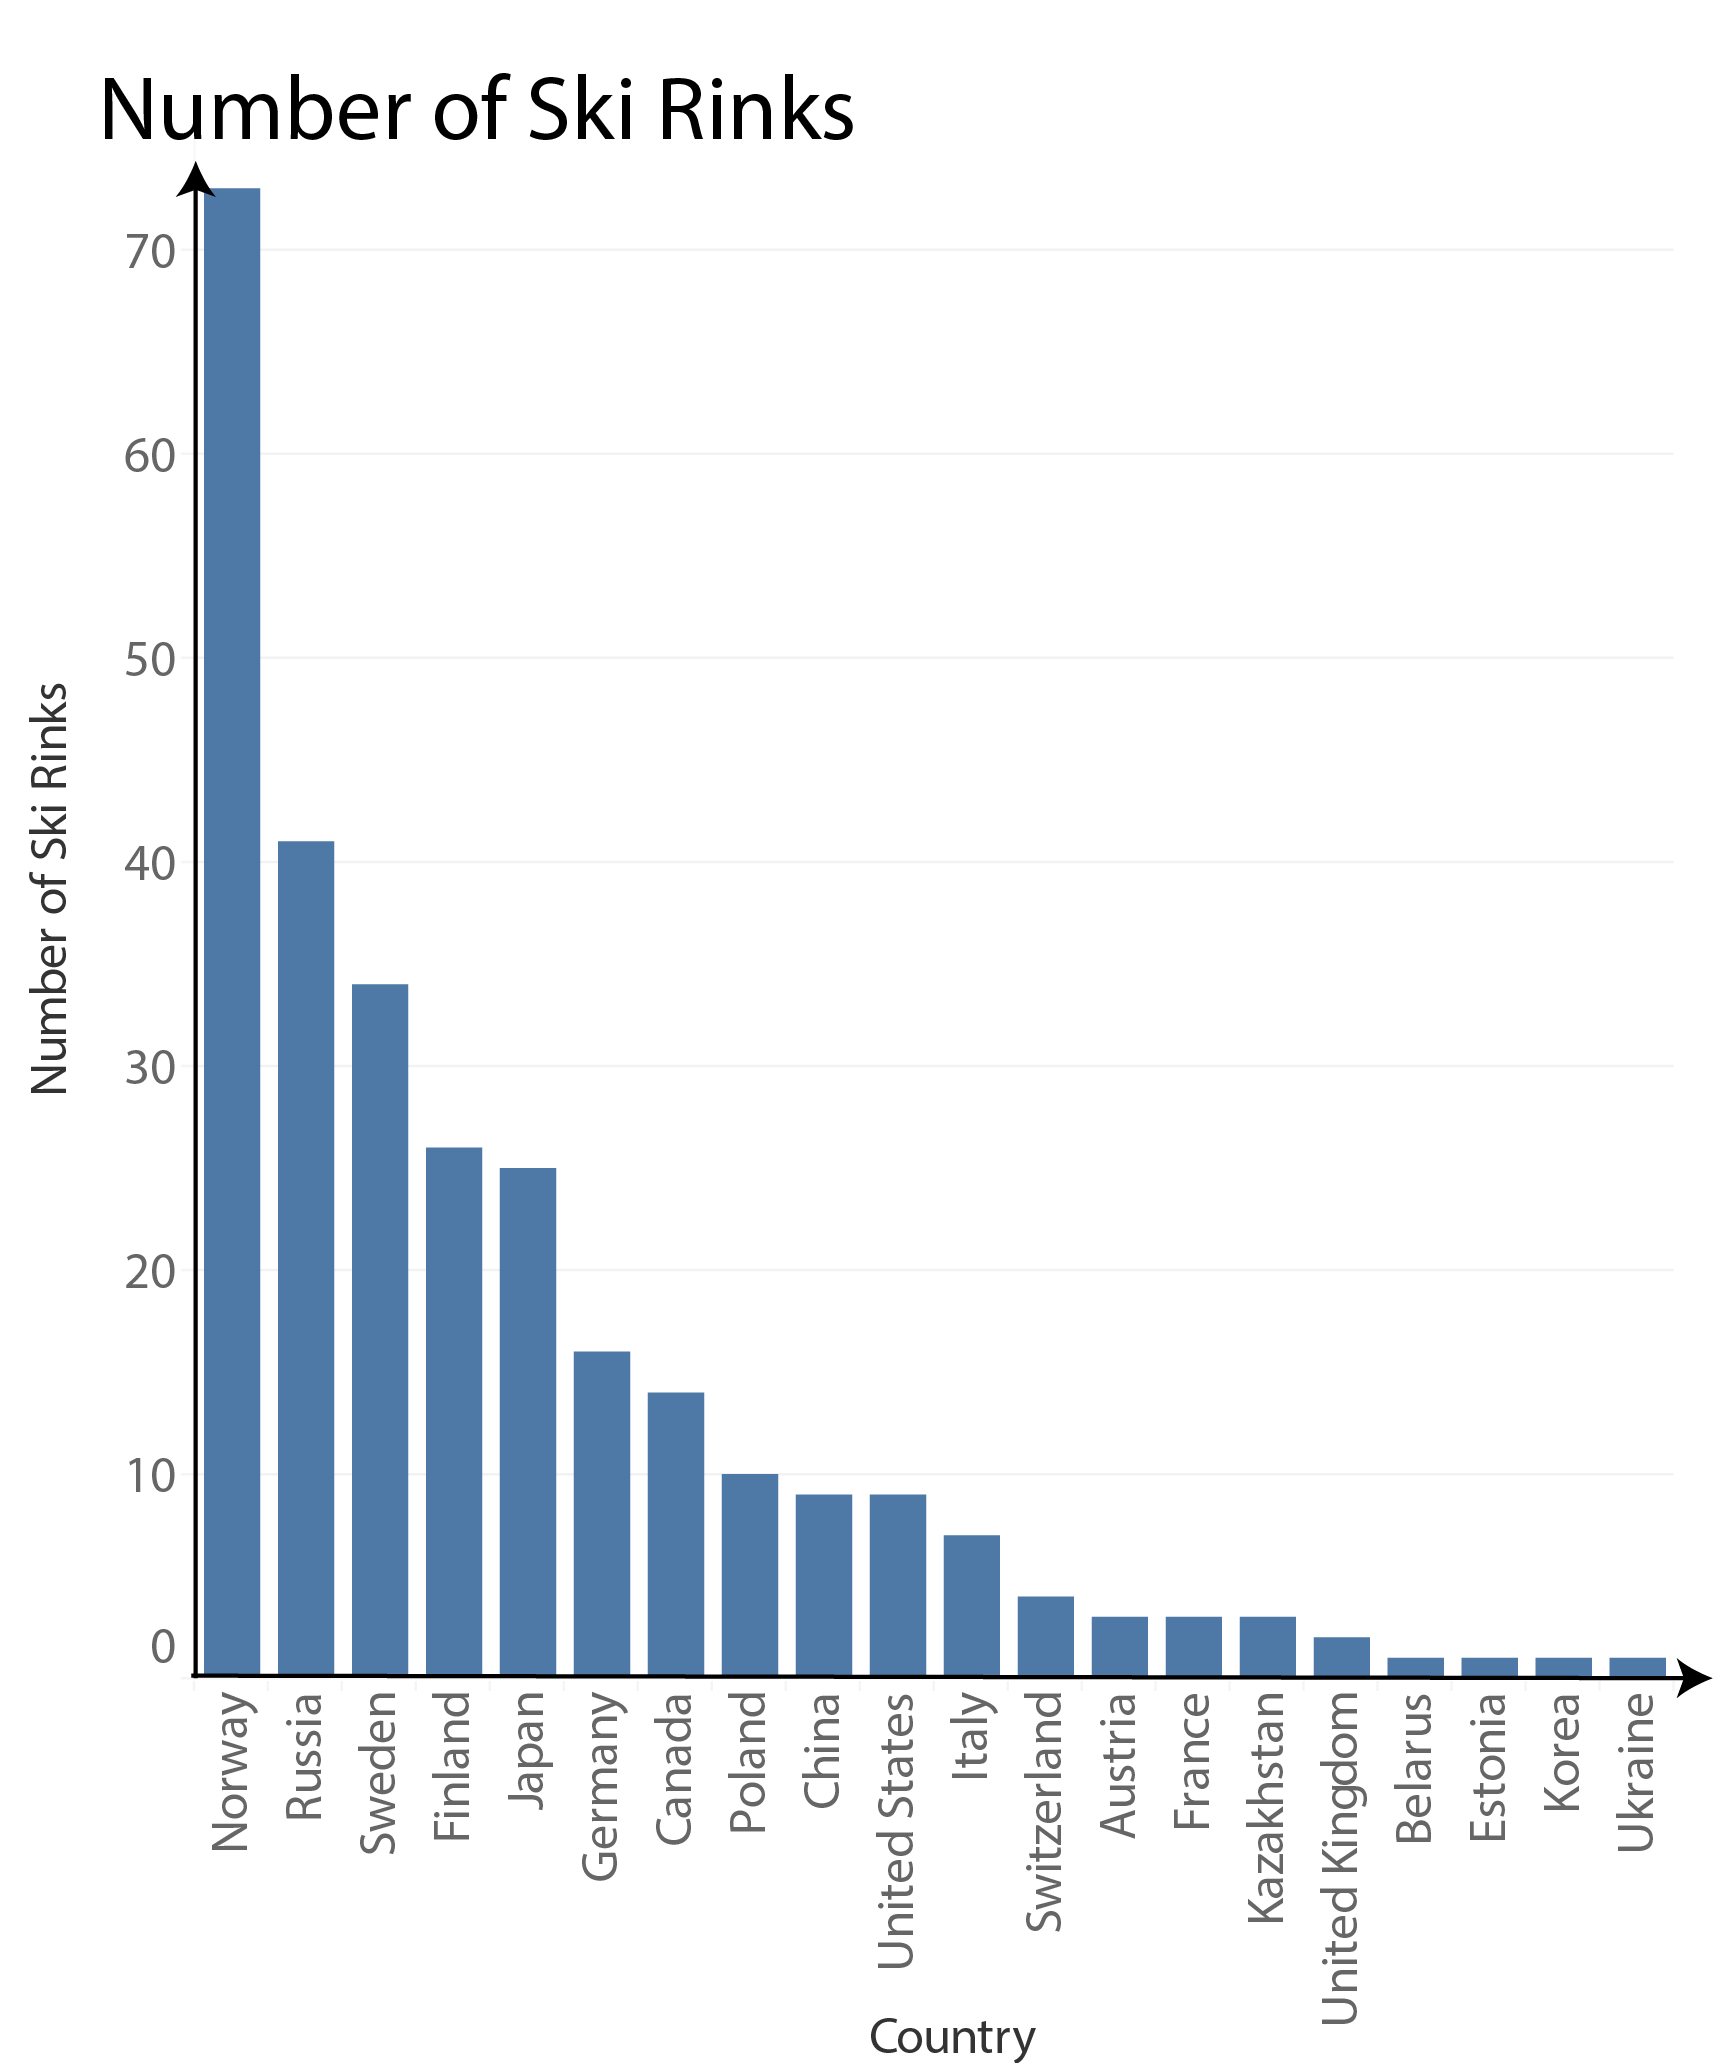 Number of Ski Rinks
Number of Ski Rinks
70
60
50
40
30
20
10
0
Norway
Russia
Sweden
Finland
Japan
Germany
Canada
Poland
China
United States
Italy
Switzerland
Austria
France
Kazakhstan
United Kingdom
Belarus
Estonia
Korea
Ukraine
Country